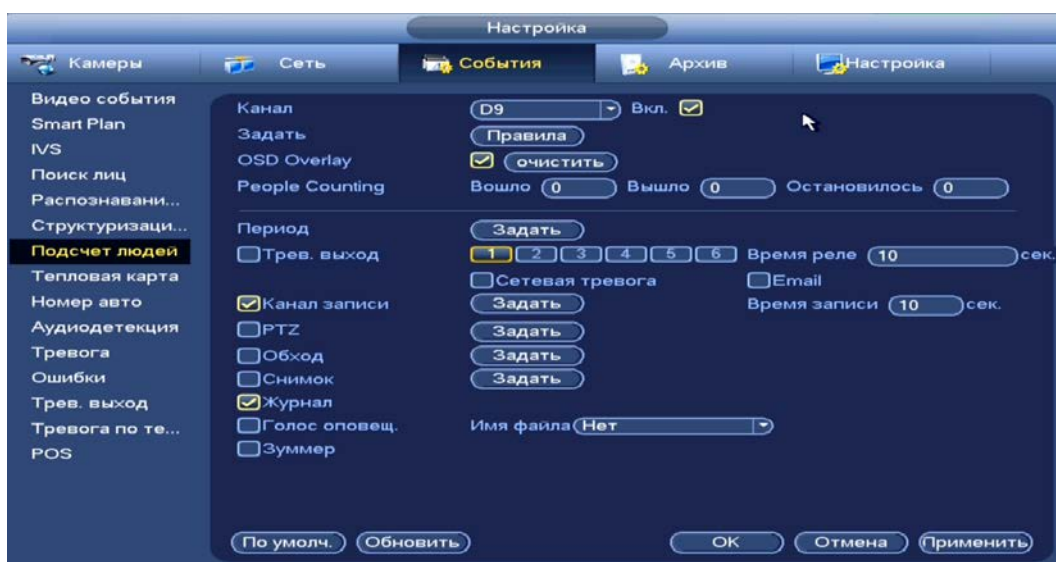 Настройка
Камеры Сеть События Архив Настройка
Видео события
Smart Plan
IVS
Поиск лиц
Распознавани...
Структуризаци...
Подсчет людей
Тепловая карта
Номер авто
Аудиодетекция
Тревога
Ошибки
Трев. выход
Тревога по те...
POS
Канал D9 Вкл.
Задать Правила
OSD Overlay очистить
People Counting Вошло 0 Вышло 0 Остановилось 0
Период Задать
Трев. выход 1 2 3 4 5 6 Время реле 10 сек.
Сетевая тревога Email
Канал записи Задать Время записи 10 сек.
PTZ Задать
Обход Задать
Снимок Задать
Журнал
Голос оповещ. Имя файла Нет
Зуммер
По умолч. Обновить OK Отмена Применить